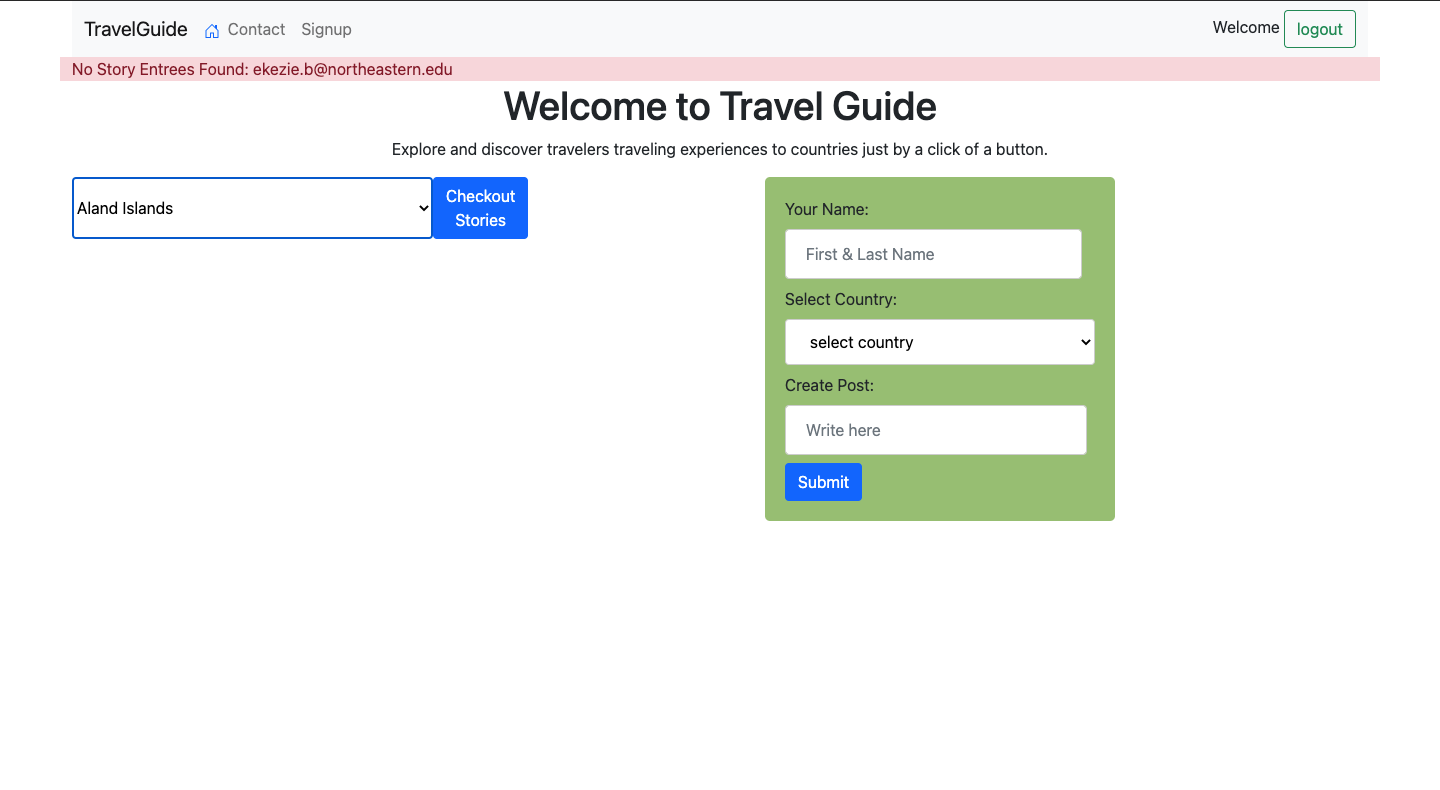 TravelGuide Contact Signup Welcome logout
No Story Entrees Found: ekezie.b@northeastern.edu
Welcome to Travel Guide
Explore and discover travelers traveling experiences to countries just by a click of a button.
Aland Islands
Checkout
Stories
Your Name:
First & Last Name
Select Country:
select country
Create Post:
Write here
Submit